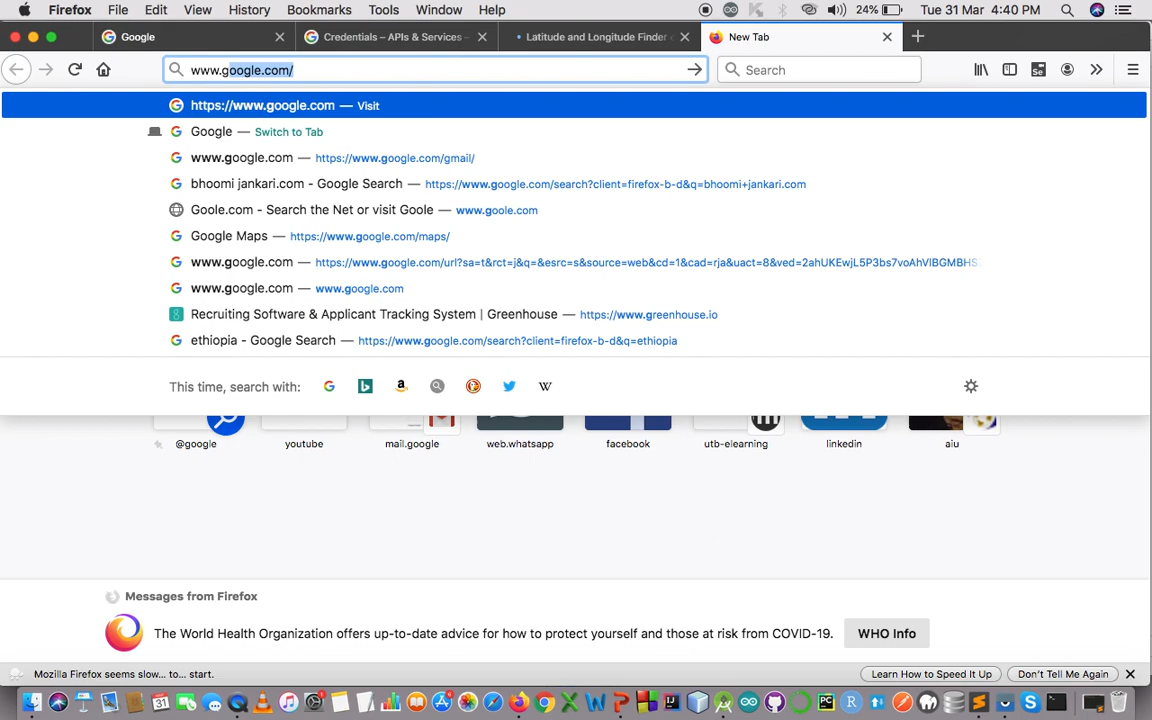 Firefox File Edit View History Bookmarks Tools Window Help 24% Tue 31 Mar 4:40 PM
Google Credentials – APIs & Services - Latitude and Longitude Finder o New Tab
www.google.com/ Search
https://www.google.com — Visit
Google — Switch to Tab
www.google.com — https://www.google.com/gmail/
bhoomi jankari.com - Google Search — https://www.google.com/search?client=firefox-b-d&q=bhoomi+jankari.com
Goole.com - Search the Net or visit Goole — www.goole.com
Google Maps — https://www.google.com/maps/
www.google.com — https://www.google.com/url?sa=t&rct=j&q=&esrc=s&source=web&cd=1&cad=rja&uact=8&ved=2ahUKEwjL5P3bs7voAhVIBGMBHS
www.google.com — www.google.com
Recruiting Software & Applicant Tracking System | Greenhouse — https://www.greenhouse.io
ethiopia - Google Search — https://www.google.com/search?client=firefox-b-d&q=ethiopia
This time, search with:
@google youtube mail.google web.whatsapp facebook utb-elearning linkedin aiu
Messages from Firefox
The World Health Organization offers up-to-date advice for how to protect yourself and those at risk from COVID-19. WHO Info
Mozilla Firefox seems slow... to... start. Learn How to Speed It Up Don't Tell Me Again